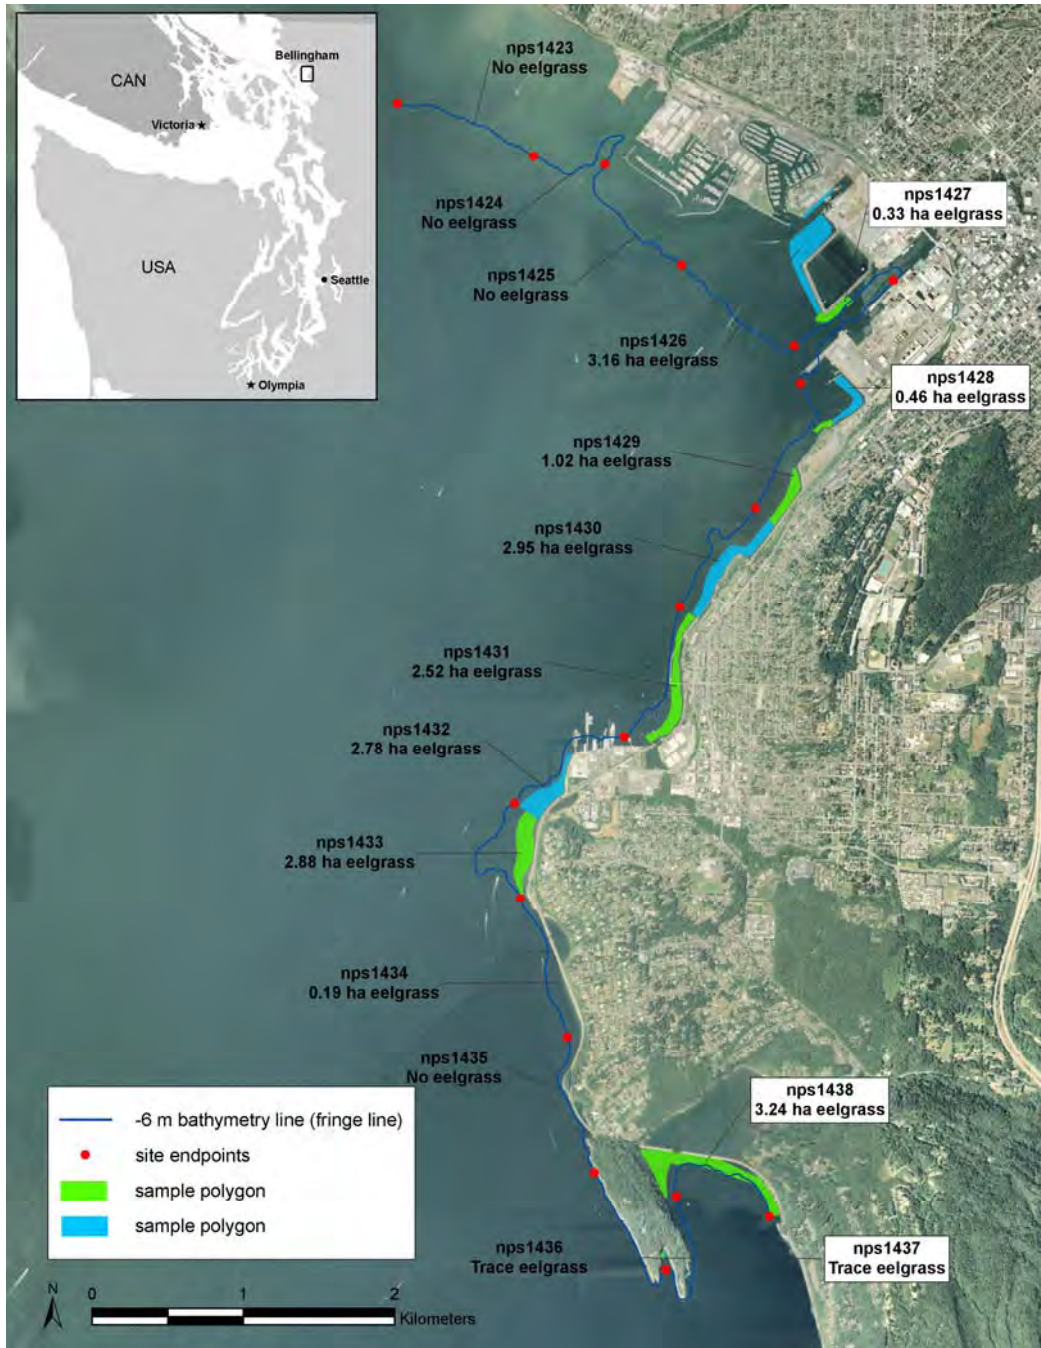 Bellingham
CAN
Victoria
USA
Seattle
Olympia
nps1423
No eelgrass
nps1424
No eelgrass
nps1425
No eelgrass
nps1426
3.16 ha eelgrass
nps1427
0.33 ha eelgrass
nps1428
0.46 ha eelgrass
nps1429
1.02 ha eelgrass
nps1430
2.95 ha eelgrass
nps1431
2.52 ha eelgrass
nps1432
2.78 ha eelgrass
nps1433
2.88 ha eelgrass
nps1434
0.19 ha eelgrass
nps1435
No eelgrass
nps1438
3.24 ha eelgrass
nps1436
Trace eelgrass
nps1437
Trace eelgrass
-6 m bathymetry line (fringe line)
site endpoints
sample polygon
sample polygon
N
0 1 2
Kilometers